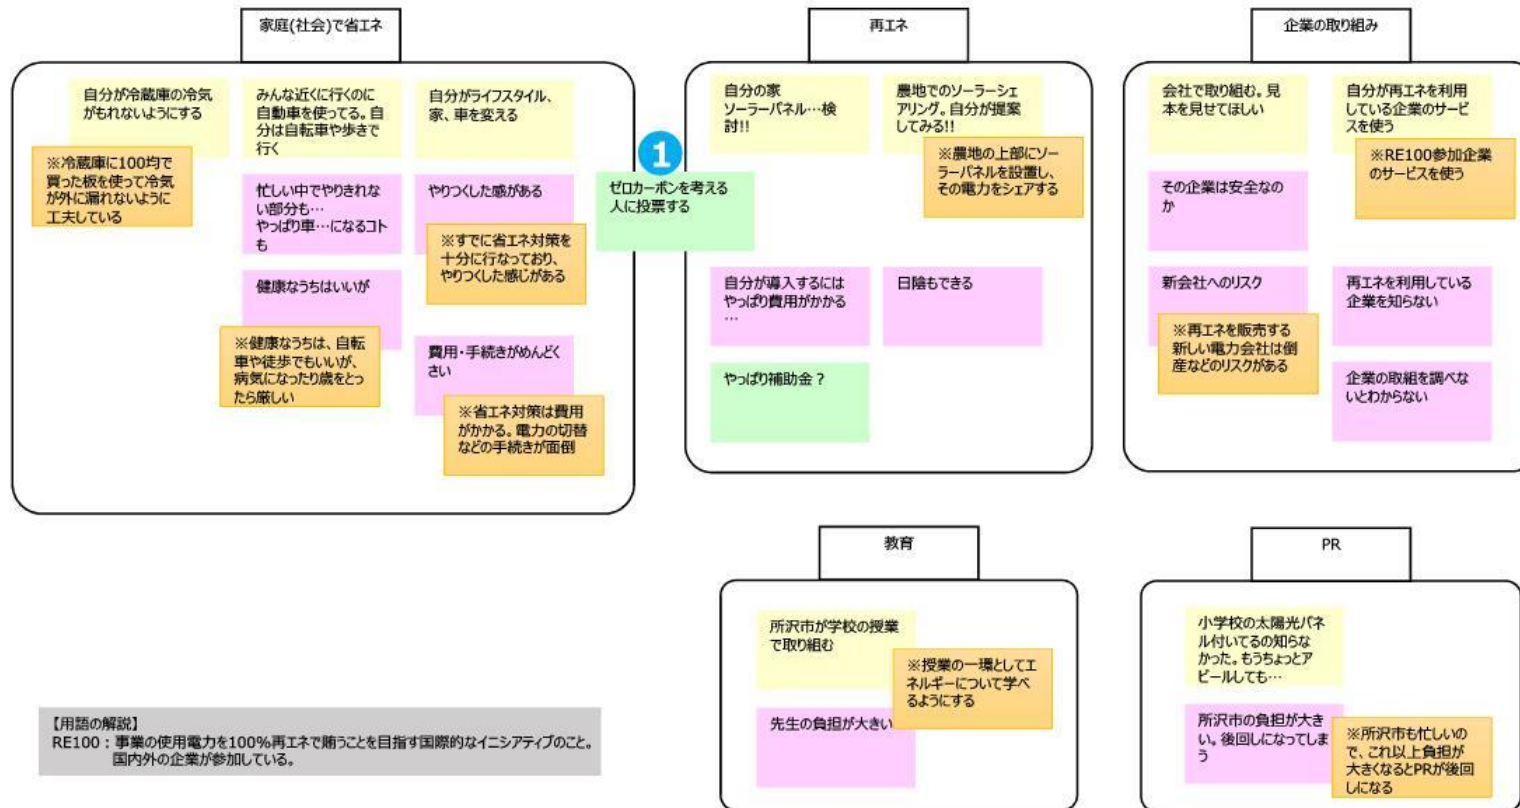 家庭(社会)で省エネ
自分が冷蔵庫の冷気
がもれないようにする
※冷蔵庫に100均で
買った板を使って冷気
が外に漏れないように
工夫している
みんな近くに行くのに
自動車を使ってる。自
分は自転車や歩きで
行く
忙しい中でやりきれな
い部分も…
やっぱり車…になるコト
も
健康なうちはいいが
※健康なうちは、自転
車や徒歩でもいいが、
病気になったり歳をとっ
たら厳しい
自分がライフスタイル、
家、車を変える
やりつくした感がある
※すでに省エネ対策を
十分に行なっており、
やりつくした感じがある
費用・手続きがめんどく
さい
※省エネ対策は費用
がかかる。電力の切替
などの手続きが面倒
1
ゼロカーボンを考える
人に投票する
再エネ
自分の家
ソーラーパネル…検
討!!
農地でのソーラーシェ
アリング。自分が提案
してみる!!
※農地の上部にソー
ラーパネルを設置し、
その電力をシェアする
自分が導入するには
やっぱり費用がかかる
…
日陰もできる
やっぱり補助金？
企業の取り組み
会社で取り組む。見
本を見せてほしい
自分が再エネを利用
している企業のサービ
スを使う
※RE100参加企業
のサービスを使う
その企業は安全なの
か
新会社へのリスク
※再エネを販売する
新しい電力会社は倒
産などのリスクがある
再エネを利用している
企業を知らない
企業の取組を調べな
いとわからない
教育
所沢市が学校の授業
で取り組む
※授業の一環としてエ
ネルギーについて学べ
るようにする
先生の負担が大きい
PR
小学校の太陽光パネ
ル付いてるの知らな
かった。もうちょっとア
ピールしても…
所沢市の負担が大き
い。後回しになってしま
う
※所沢市も忙しいの
で、これ以上負担が
大きくなるとPRが後回
しになる
【用語の解説】
RE100：事業の使用電力を100％再エネで賄うことを目指す国際的なイニシアティブのこと。
国内外の企業が参加している。